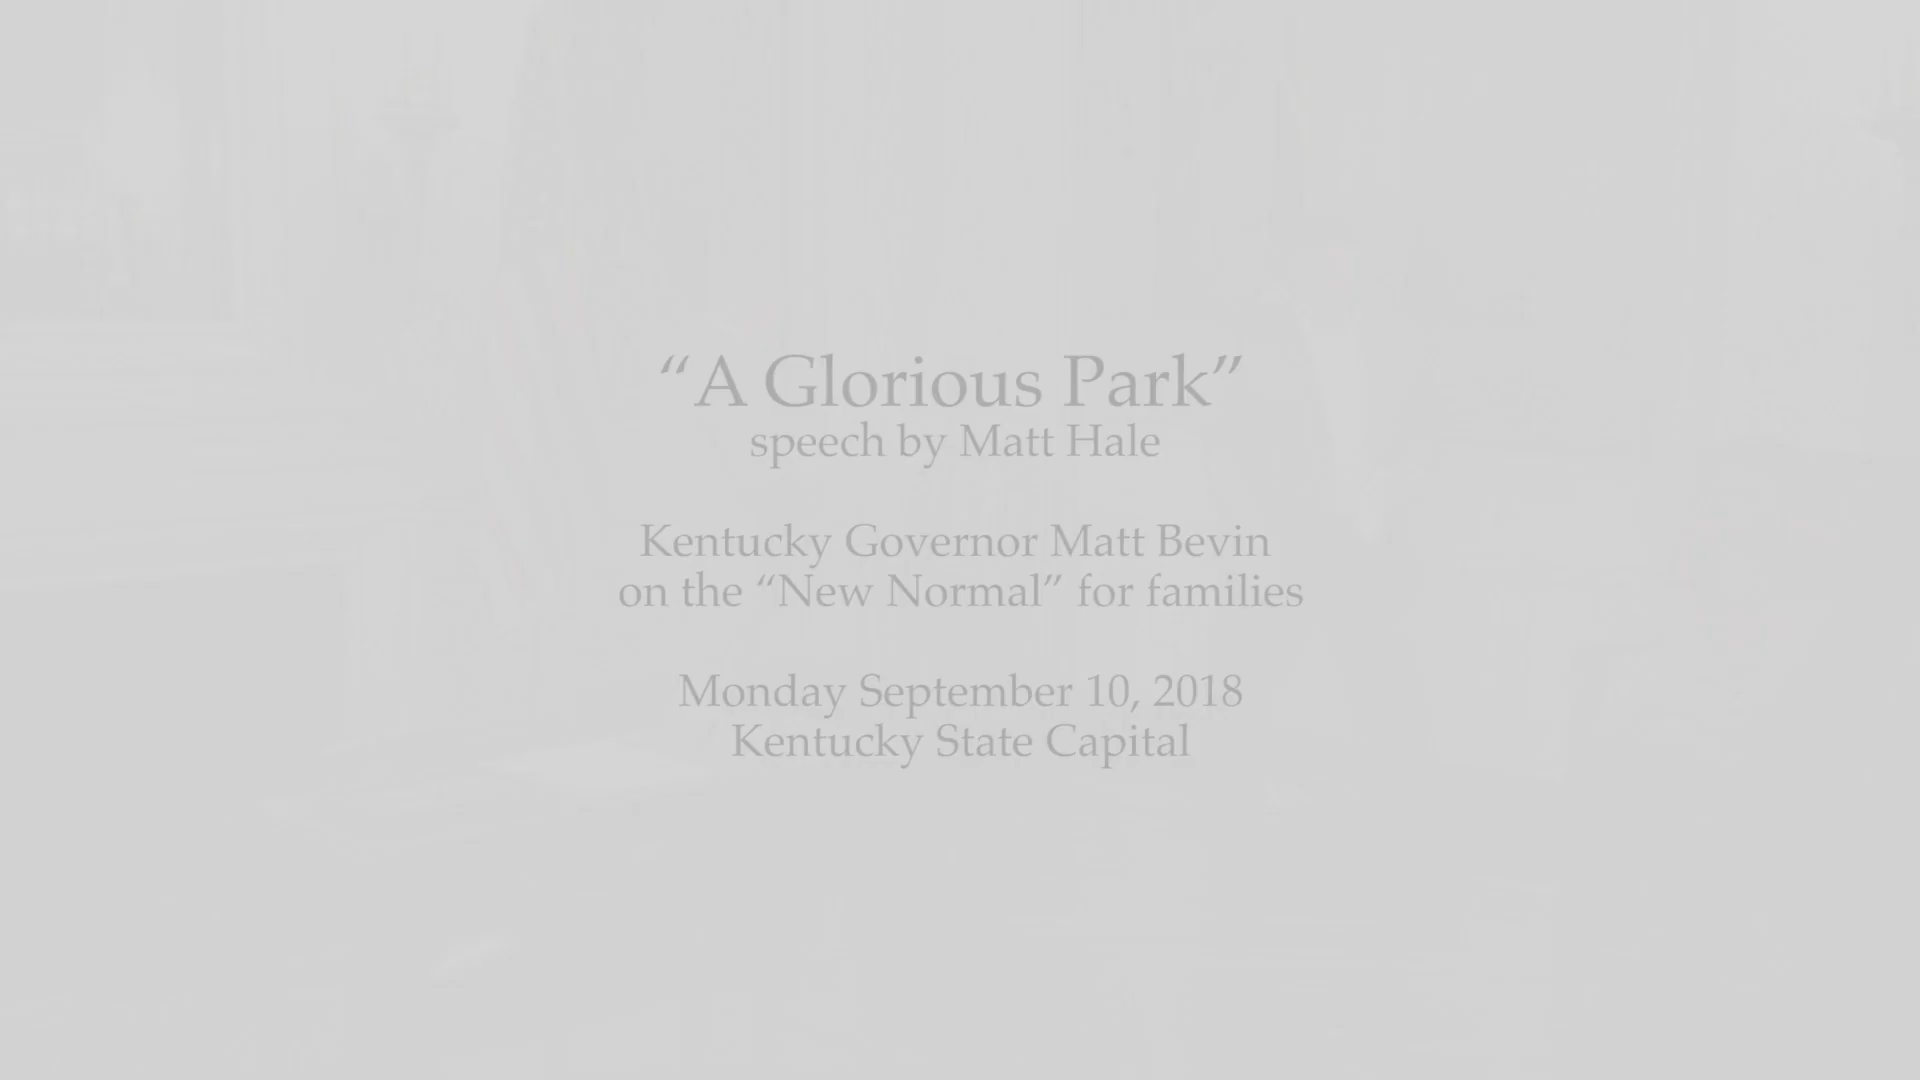 “A Glorious Park”
speech by Matt Hale
Kentucky Governor Matt Bevin
on the “New Normal” for families
Monday September 10, 2018
Kentucky State Capital